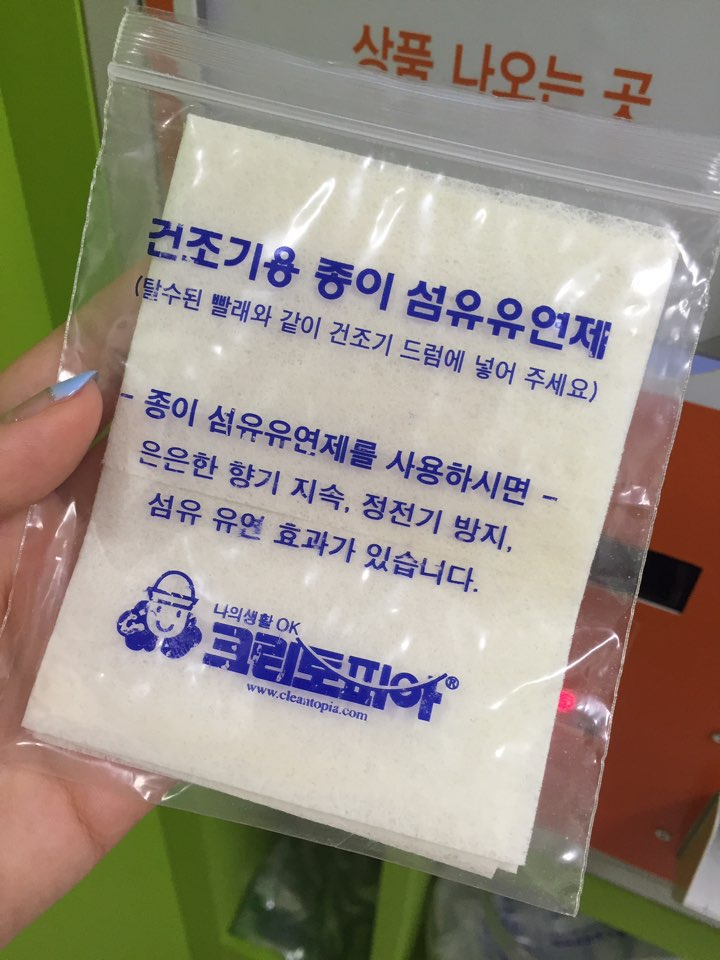 상품 나오는 곳
건조기용 종이 섬유유연제
(탈수된 빨래와 같이 건조기 드럼에 넣어 주세요)
- 종이 섬유유연제를 사용하시면 -
은은한 향기 지속, 정전기 방지,
섬유 유연 효과가 있습니다.
나의생활 OK
크린토피아®
www.cleantopia.com